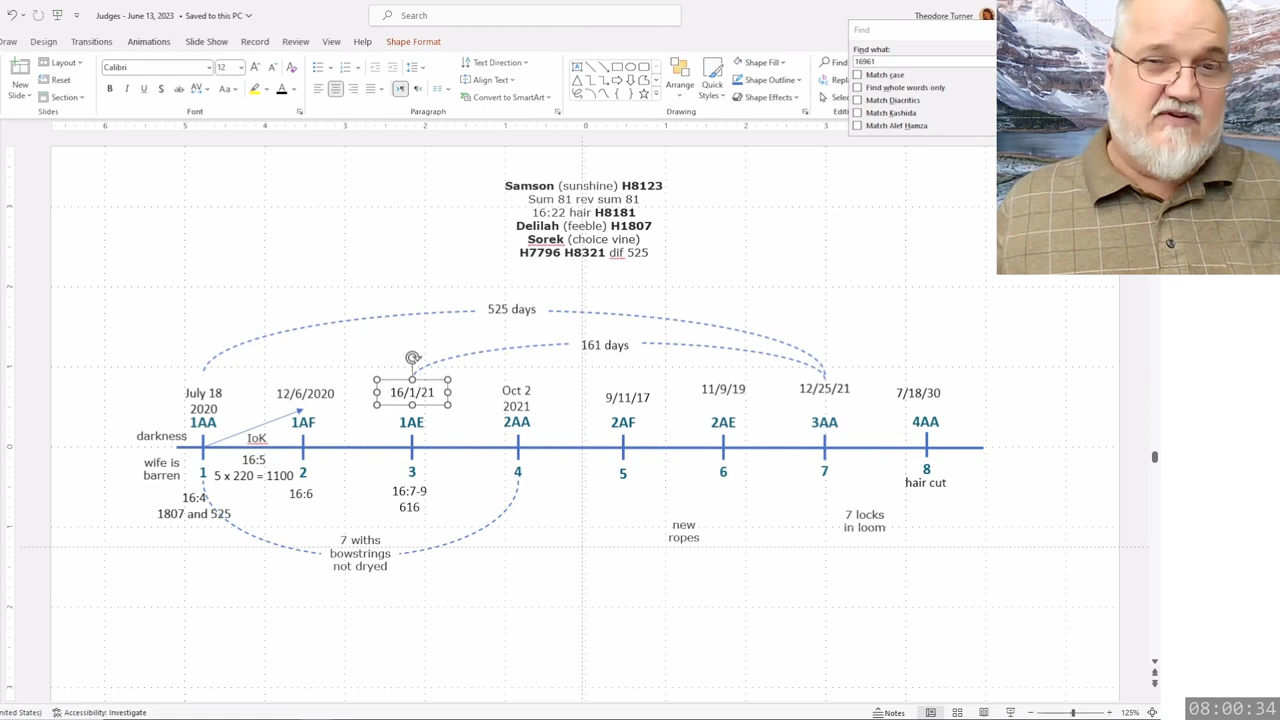 Judges - June 13, 2023 • Saved to this PC
Search
Theodore Turner
Draw Design Transitions Animations Slide Show Record Review View Help Shape Format
Find
Find what:
16961
Match case
Find whole words only
Match Diacritics
Match Kashida
Match Alef Hamza
New
Slide
Layout
Reset
Section
Slides
Calibri
12
Paragraph
Text Direction
Align Text
Convert to SmartArt
Arrange
Quick
Styles
Shape Fill
Shape Outline
Shape Effects
Drawing
Samson (sunshine) H8123
Sum 81 rev sum 81
16:22 hair H8181
Delilah (feeble) H1807
Sorek (choice vine)
H7796 H8321 dif 525
525 days
161 days
July 18
2020
12/6/2020
16/1/21
Oct 2
2021
9/11/17
11/9/19
12/25/21
7/18/30
1AA
1AF
1AE
2AA
2AF
2AE
3AA
4AA
darkness
IoK
wife is
barren
1
2
3
4
5
6
7
8
16:5
5 x 220 = 1100
16:4
1807 and 525
16:6
16:7-9
616
hair cut
7 withs
bowstrings
not dryed
new
ropes
7 locks
in loom
Accessibility: Investigate
Notes
125%
08:00:34